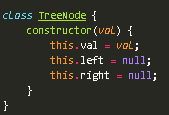 class TreeNode {
    constructor(val) {
        this.val = val;
        this.left = null;
        this.right = null;
    }
}